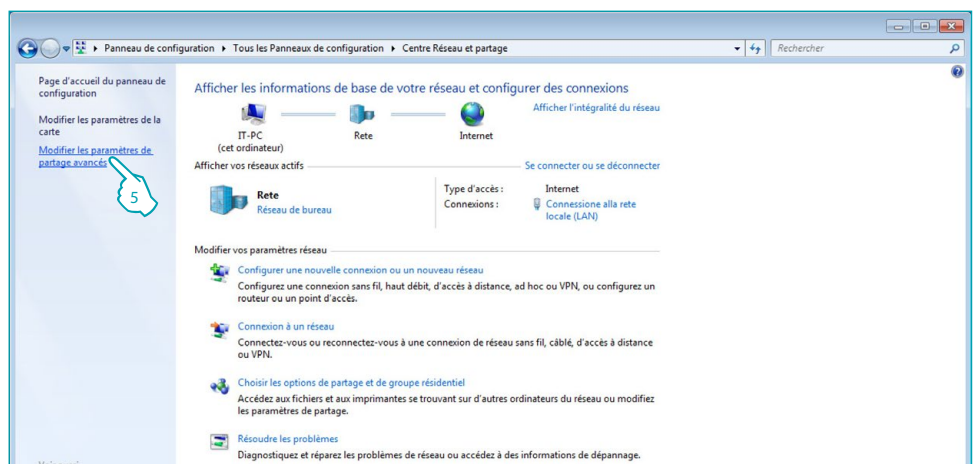 Panneau de configuration ▸ Tous les Panneaux de configuration ▸ Centre Réseau et partage
Rechercher
Page d'accueil du panneau de
configuration
Modifier les paramètres de la
carte
Modifier les paramètres de
partage avancés
5
Afficher les informations de base de votre réseau et configurer des connexions
Afficher l'intégralité du réseau
IT-PC
(cet ordinateur)
Rete
Internet
Afficher vos réseaux actifs
Se connecter ou se déconnecter
Rete
Réseau de bureau
Type d'accès :
Internet
Connexions :
Connessione alla rete
locale (LAN)
Modifier vos paramètres réseau
Configurer une nouvelle connexion ou un nouveau réseau
Configurez une connexion sans fil, haut débit, d'accès à distance, ad hoc ou VPN, ou configurez un
routeur ou un point d'accès.
Connexion à un réseau
Connectez-vous ou reconnectez-vous à une connexion de réseau sans fil, câblé, d'accès à distance
ou VPN.
Choisir les options de partage et de groupe résidentiel
Accédez aux fichiers et aux imprimantes se trouvant sur d'autres ordinateurs du réseau ou modifiez
les paramètres de partage.
Résoudre les problèmes
Diagnostiquez et réparez les problèmes de réseau ou accédez à des informations de dépannage.